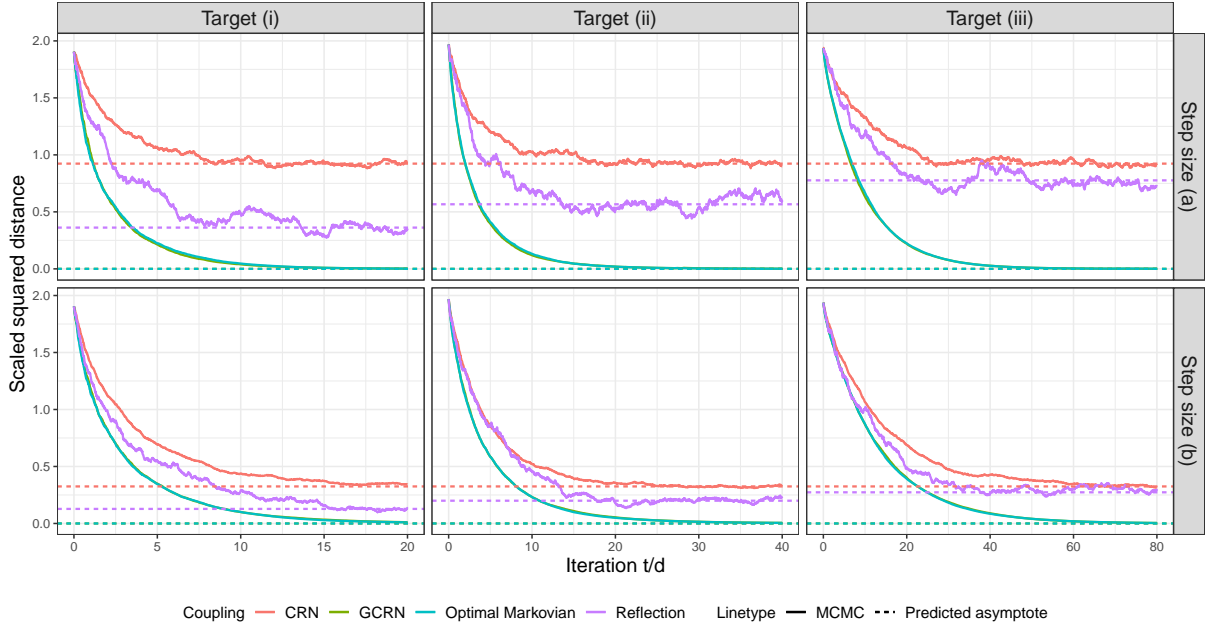 Target (i) Target (ii) Target (iii)
2.0
1.5
1.0
0.5
0.0
Step size (a)
2.0
1.5
1.0
0.5
0.0
Step size (b)
Scaled squared distance
0 5 10 15 20 0 10 20 30 40 0 20 40 60 80
Iteration t/d
Coupling CRN GCRN Optimal Markovian Reflection Linetype MCMC Predicted asymptote